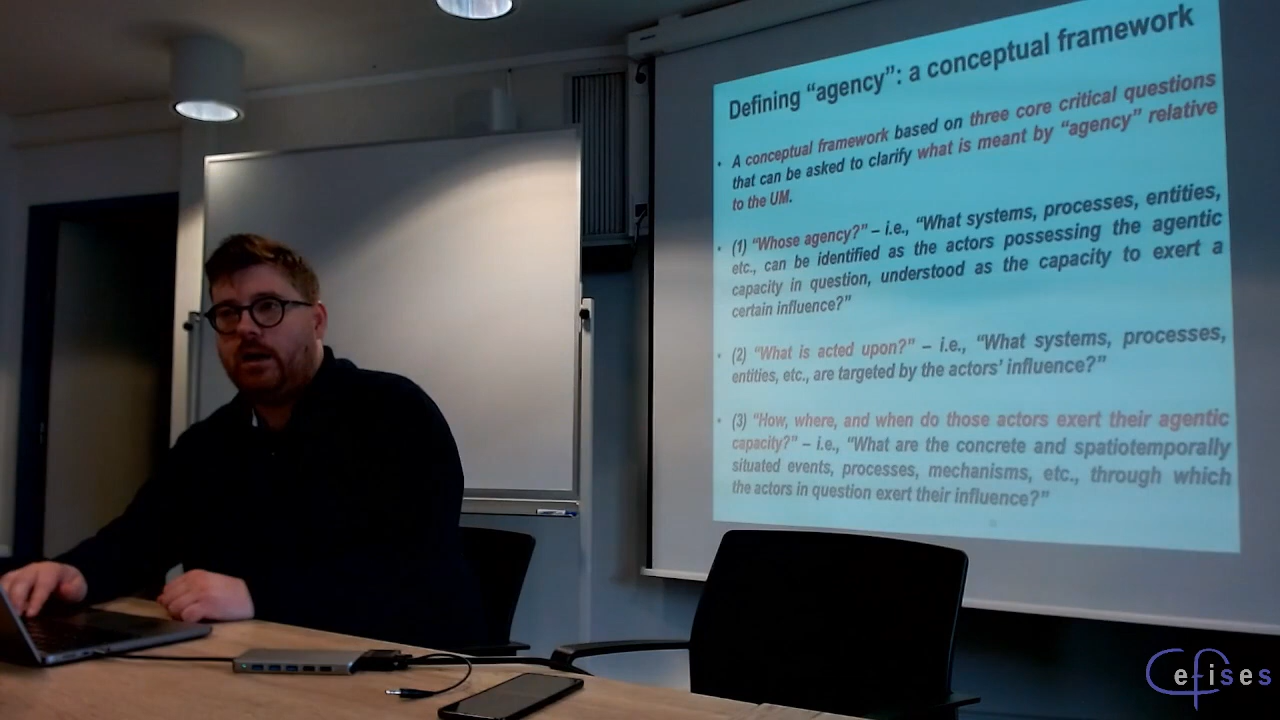 Defining “agency”: a conceptual framework
• A conceptual framework based on three core critical questions
that can be asked to clarify what is meant by “agency” relative
to the UM.
• (1) “Whose agency?” – i.e., “What systems, processes, entities,
etc., can be identified as the actors possessing the agentic
capacity in question, understood as the capacity to exert a
certain influence?”
• (2) “What is acted upon?” – i.e., “What systems, processes,
entities, etc., are targeted by the actors’ influence?”
• (3) “How, where, and when do those actors exert their agentic
capacity?” – i.e., “What are the concrete and spatiotemporally
situated events, processes, mechanisms, etc., through which
the actors in question exert their influence?”
Cefises